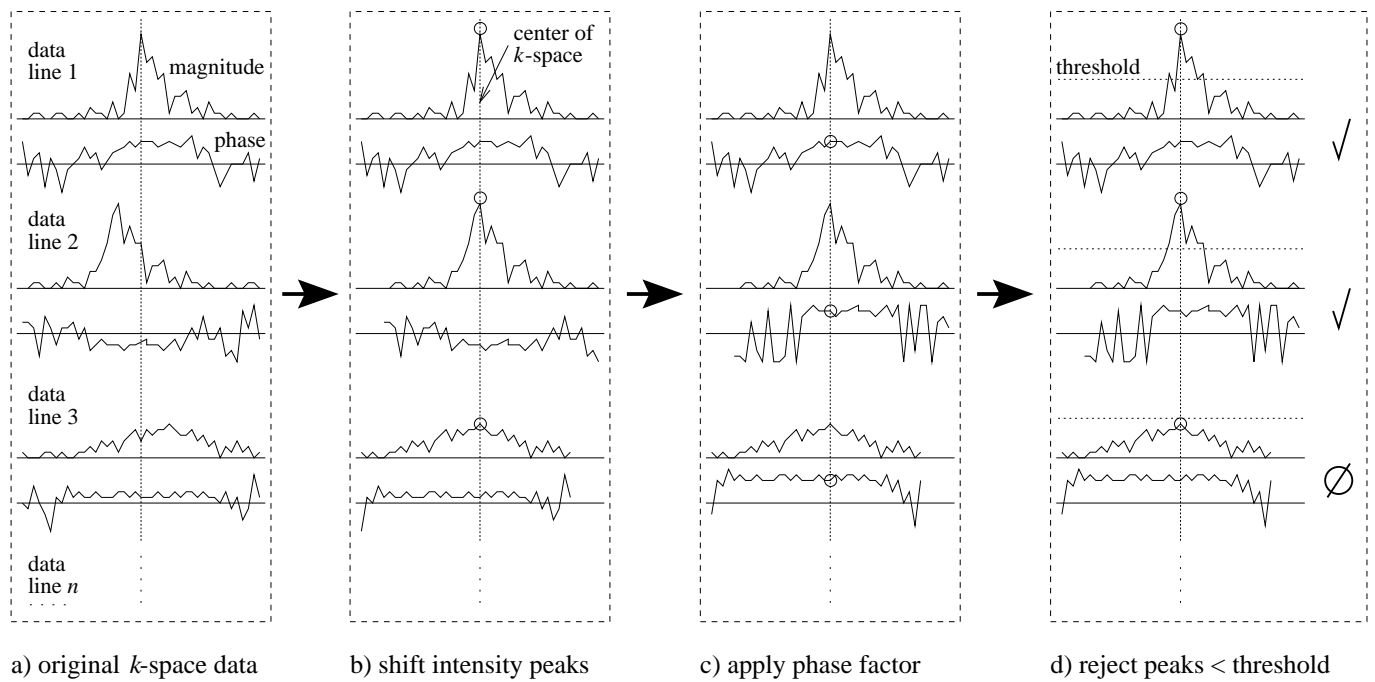 data
line 1
magnitude
phase
data
line 2
data
line 3
data
line n
center of
k-space
threshold
a) original k-space data
b) shift intensity peaks
c) apply phase factor
d) reject peaks < threshold